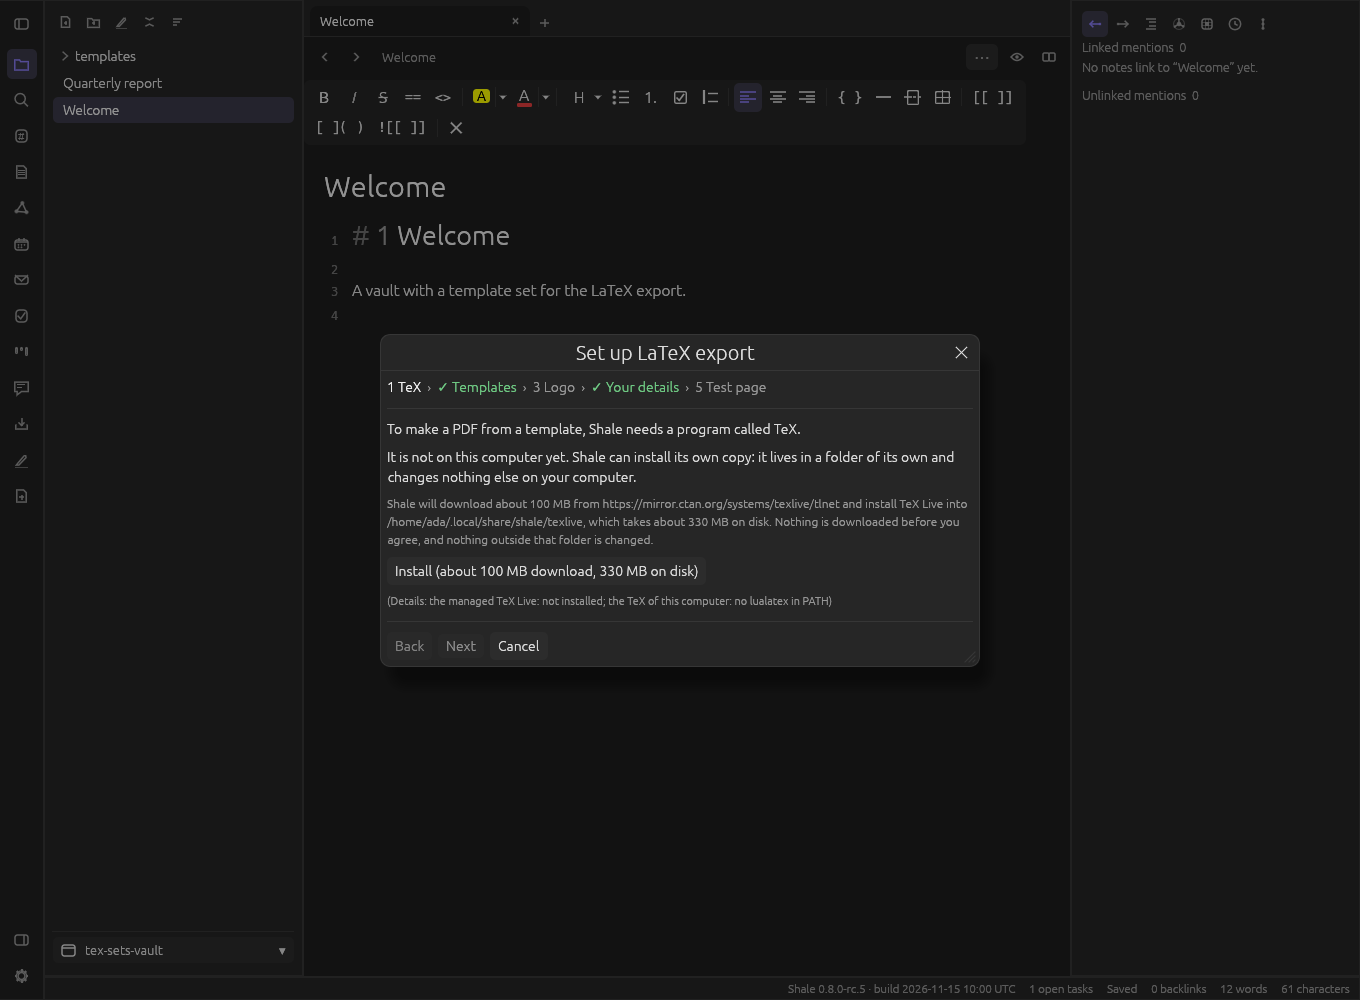 Welcome ×
templates
Quarterly report
Welcome
Welcome
B I S == <> A A H 1. { } [[ ]]
[ ]( ) ![[ ]]
Welcome
1 # 1 Welcome
2
3 A vault with a template set for the LaTeX export.
4
Set up LaTeX export
1 TeX › ✓ Templates › 3 Logo › ✓ Your details › 5 Test page
To make a PDF from a template, Shale needs a program called TeX.
It is not on this computer yet. Shale can install its own copy: it lives in a folder of its own and
changes nothing else on your computer.
Shale will download about 100 MB from https://mirror.ctan.org/systems/texlive/tlnet and install TeX Live into
/home/ada/.local/share/shale/texlive, which takes about 330 MB on disk. Nothing is downloaded before you
agree, and nothing outside that folder is changed.
Install (about 100 MB download, 330 MB on disk)
(Details: the managed TeX Live: not installed; the TeX of this computer: no lualatex in PATH)
Back Next Cancel
Linked mentions 0
No notes link to “Welcome” yet.
Unlinked mentions 0
tex-sets-vault
Shale 0.8.0-rc.5 · build 2026-11-15 10:00 UTC 1 open tasks Saved 0 backlinks 12 words 61 characters